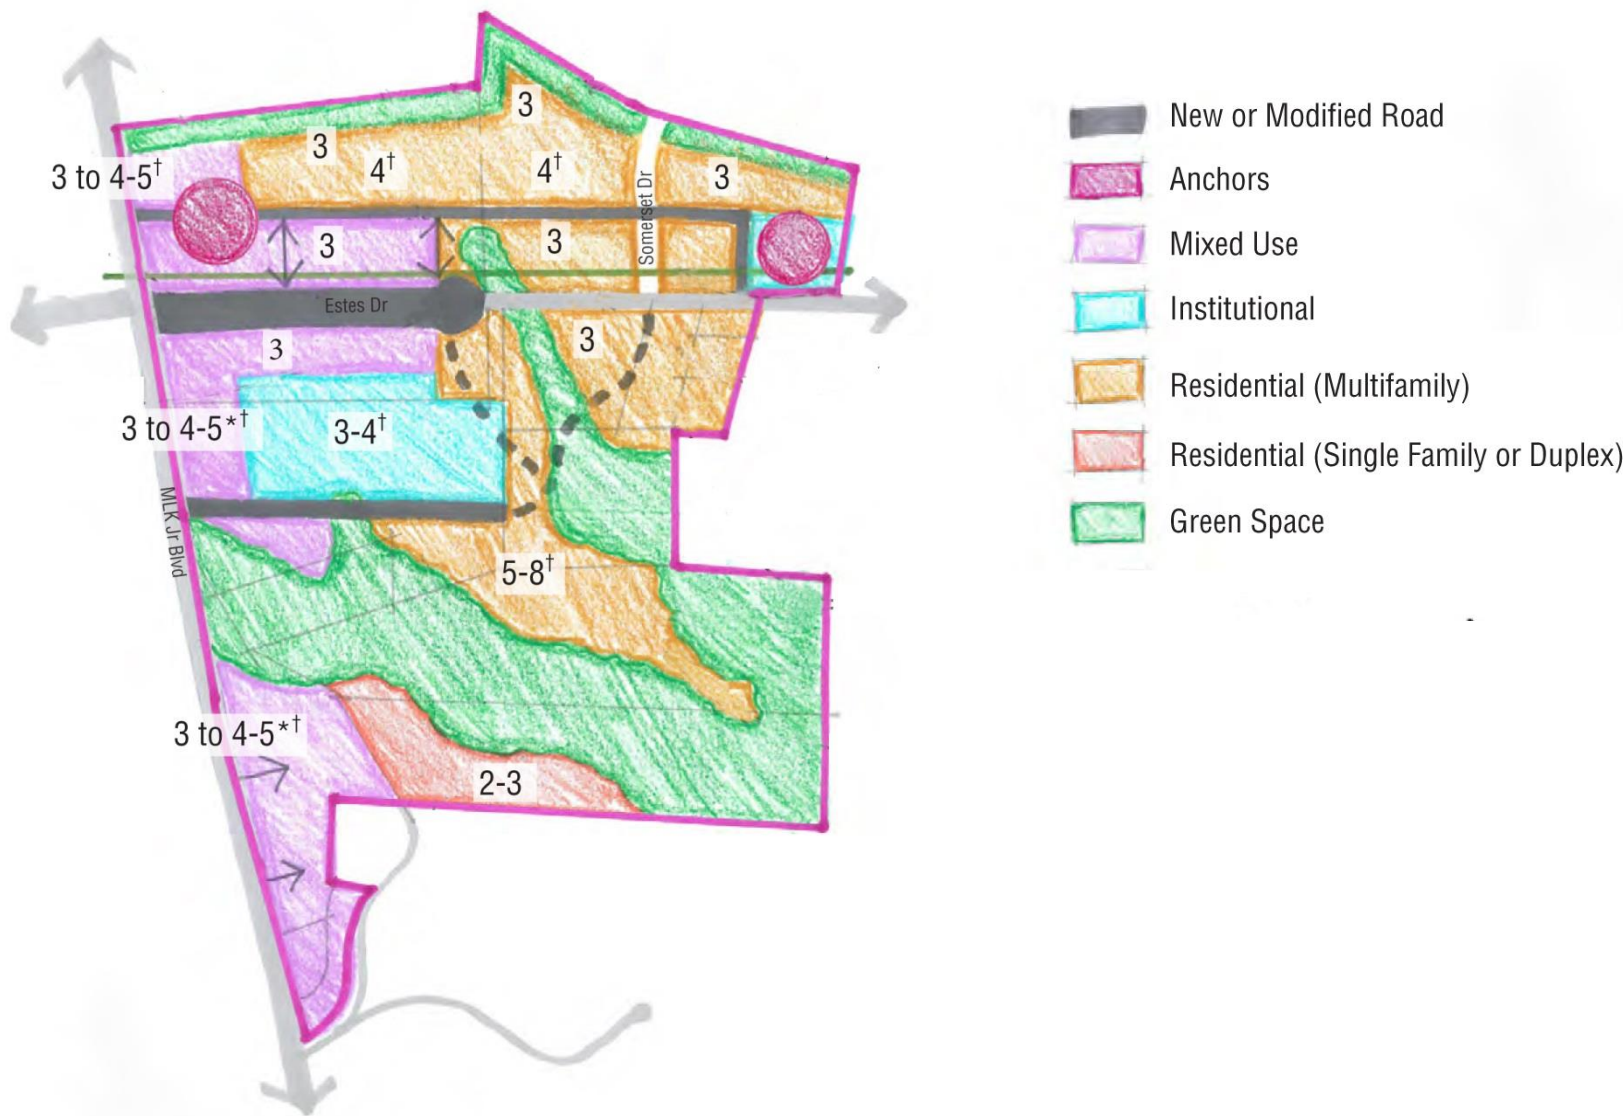 3
3
4†
4†
3
3 to 4-5†
Somerset Dr
3
3
Estes Dr
3
3
3 to 4-5*†
3-4†
MLK Jr Blvd
5-8†
3 to 4-5*†
2-3
New or Modified Road
Anchors
Mixed Use
Institutional
Residential (Multifamily)
Residential (Single Family or Duplex)
Green Space